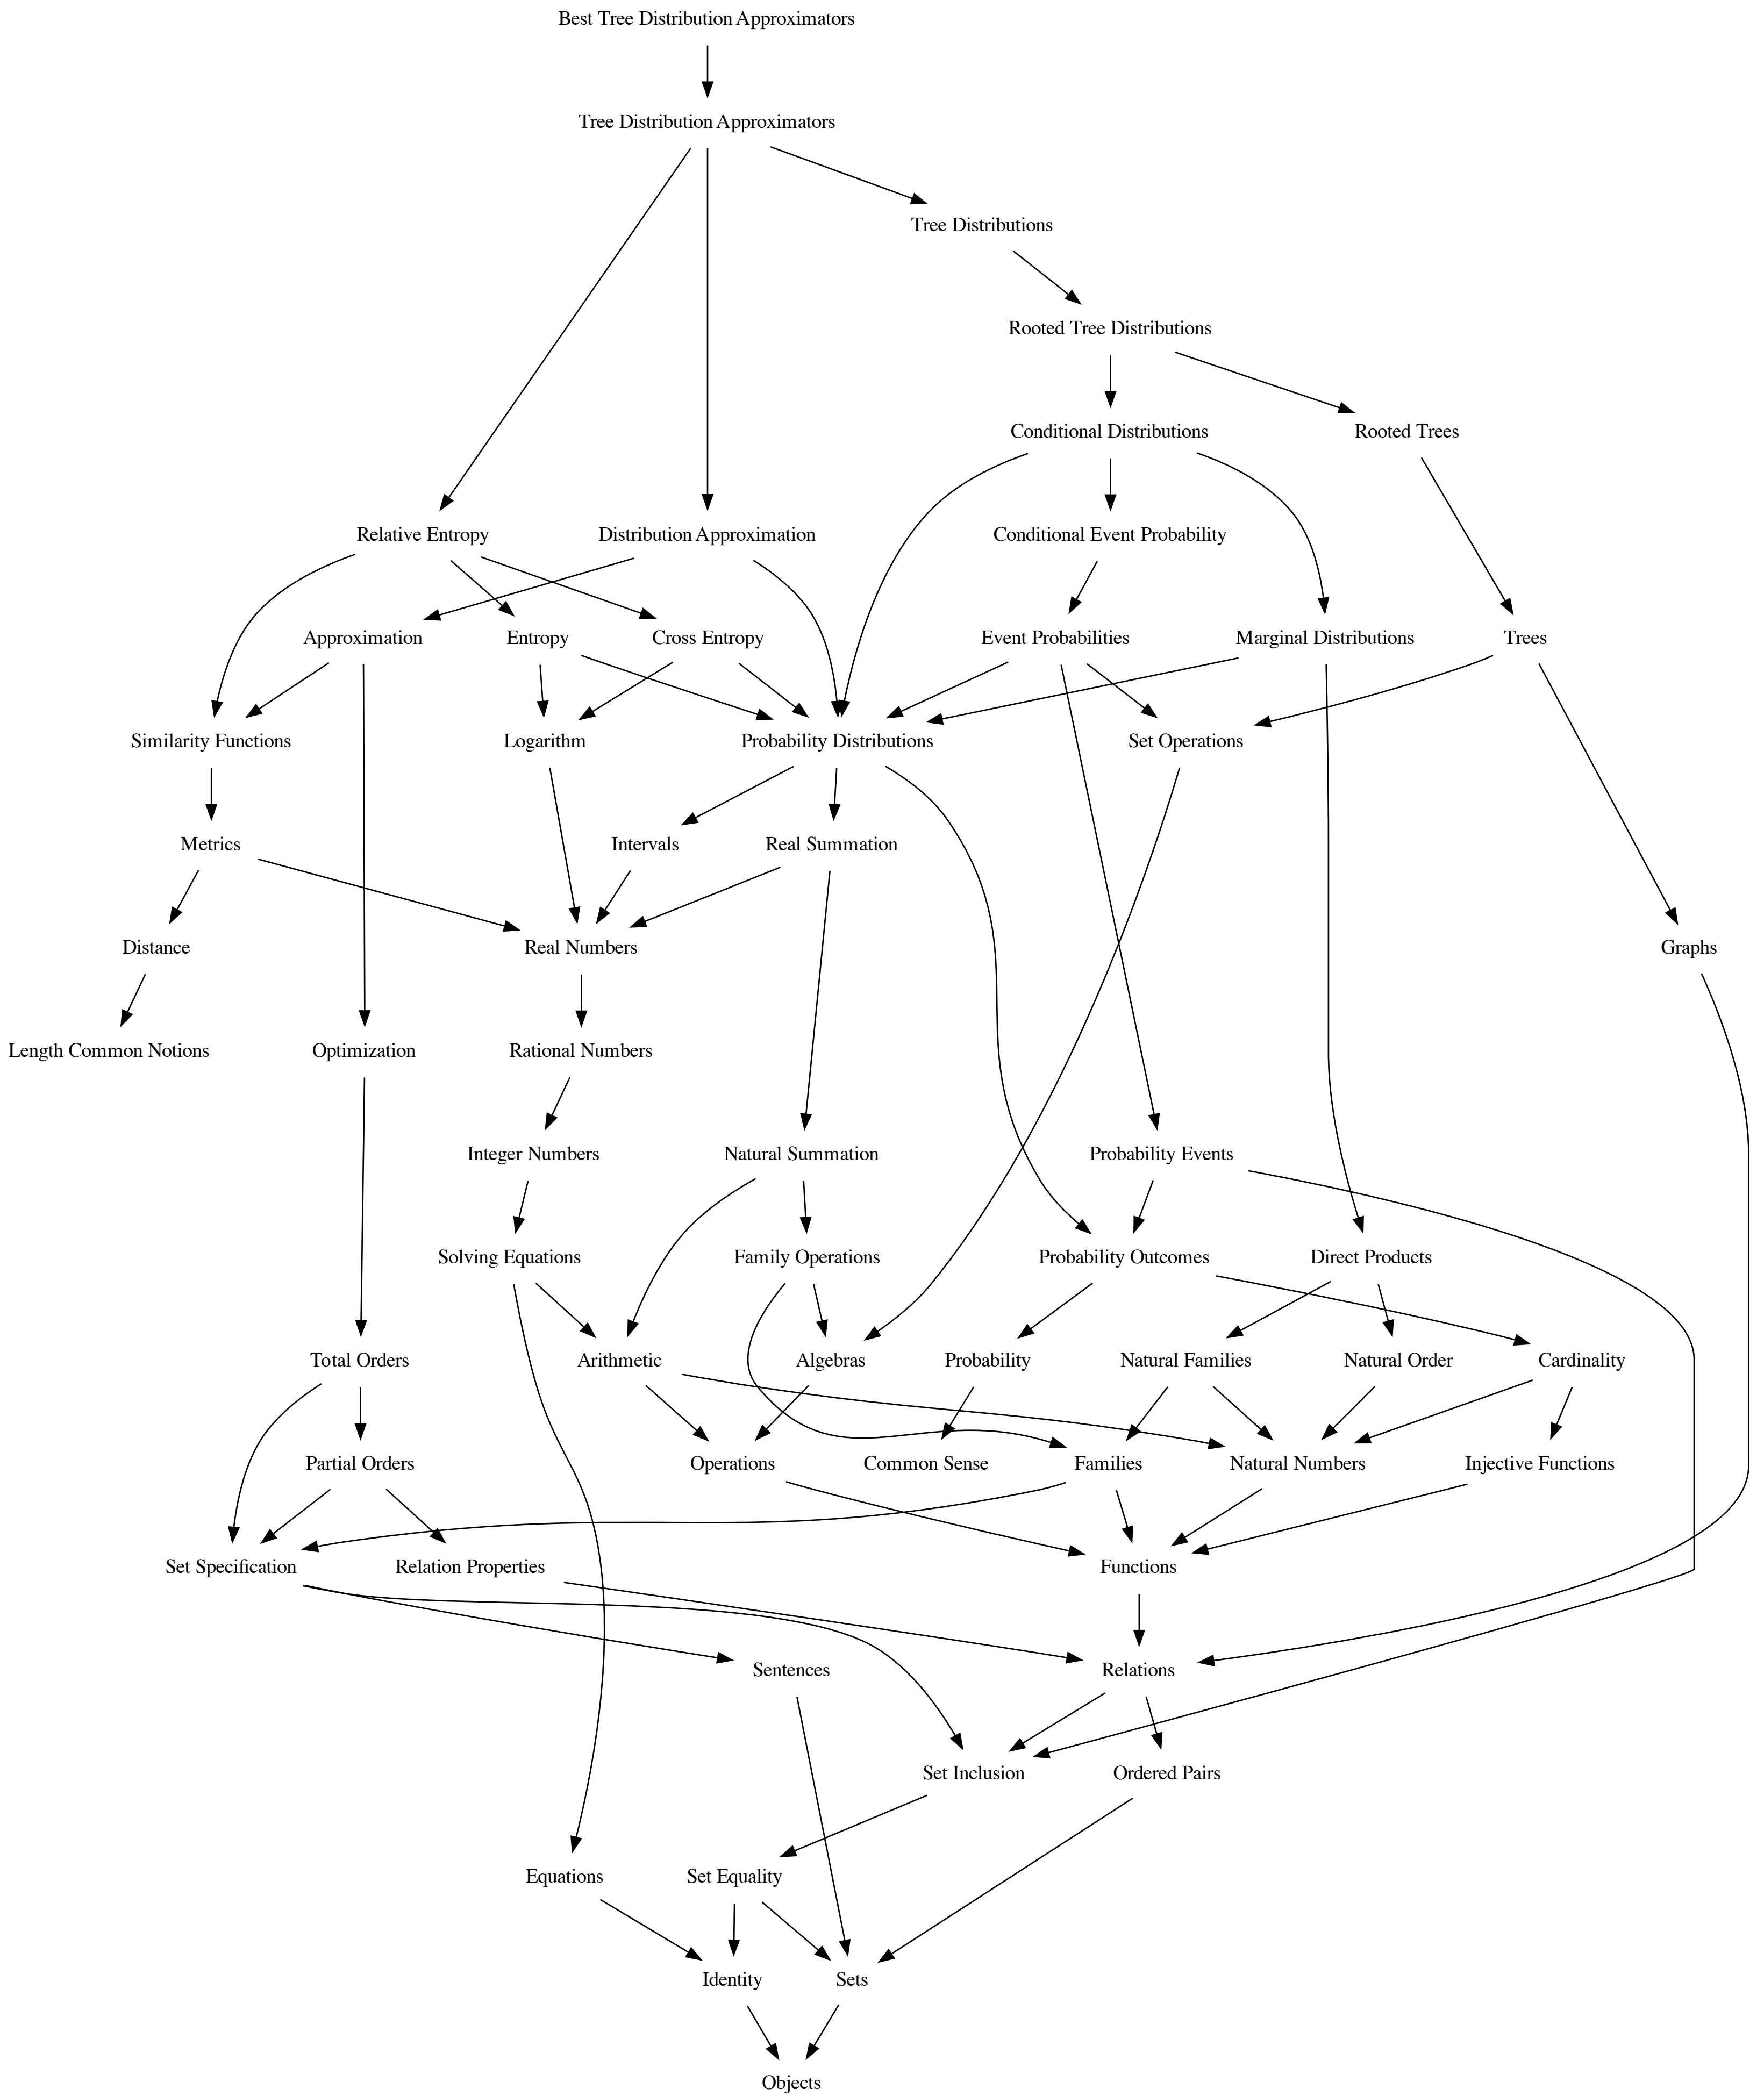 Best Tree Distribution Approximators
Tree Distribution Approximators
Tree Distributions
Rooted Tree Distributions
Conditional Distributions
Rooted Trees
Relative Entropy
Distribution Approximation
Conditional Event Probability
Approximation
Entropy
Cross Entropy
Event Probabilities
Marginal Distributions
Trees
Similarity Functions
Logarithm
Probability Distributions
Set Operations
Metrics
Intervals
Real Summation
Distance
Real Numbers
Graphs
Length Common Notions
Optimization
Rational Numbers
Integer Numbers
Natural Summation
Probability Events
Solving Equations
Family Operations
Probability Outcomes
Direct Products
Total Orders
Arithmetic
Algebras
Probability
Natural Families
Natural Order
Cardinality
Partial Orders
Operations
Common Sense
Families
Natural Numbers
Injective Functions
Set Specification
Relation Properties
Functions
Sentences
Relations
Set Inclusion
Ordered Pairs
Equations
Set Equality
Identity
Sets
Objects